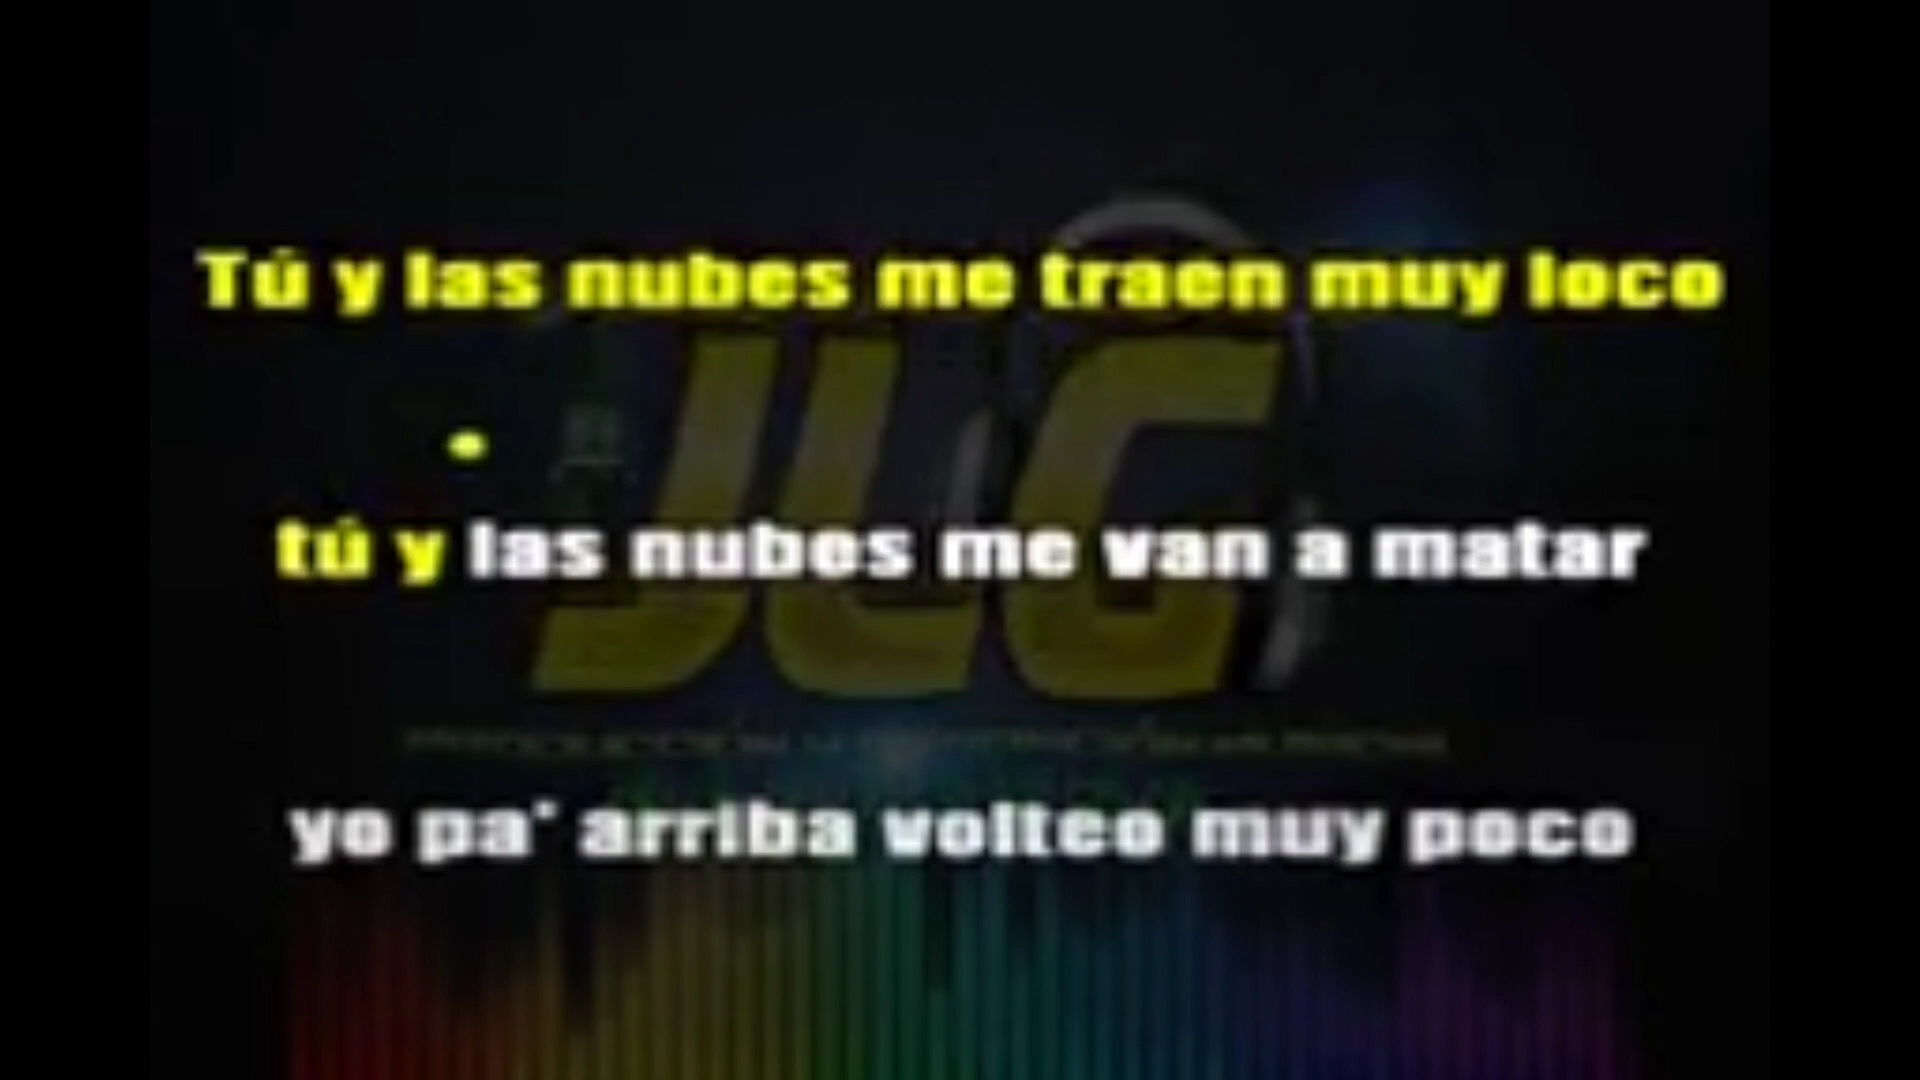 Tú y las nubes me traen muy loco
JLG
tú y las nubes me van a matar
yo pa' arriba volteo muy poco